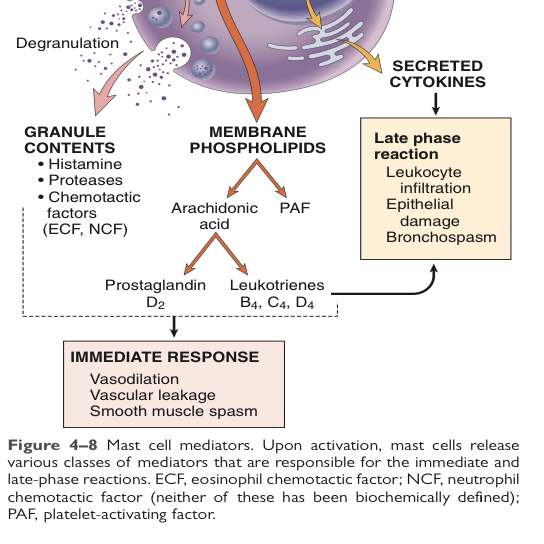 Degranulation
SECRETED
CYTOKINES
GRANULE
CONTENTS
• Histamine
• Proteases
• Chemotactic
factors
(ECF, NCF)
MEMBRANE
PHOSPHOLIPIDS
Arachidonic
acid
PAF
Prostaglandin
D2
Leukotrienes
B4, C4, D4
Late phase
reaction
Leukocyte
infiltration
Epithelial
damage
Bronchospasm
IMMEDIATE RESPONSE
Vasodilation
Vascular leakage
Smooth muscle spasm
Figure 4–8 Mast cell mediators. Upon activation, mast cells release
various classes of mediators that are responsible for the immediate and
late-phase reactions. ECF, eosinophil chemotactic factor; NCF, neutrophil
chemotactic factor (neither of these has been biochemically defined);
PAF, platelet-activating factor.